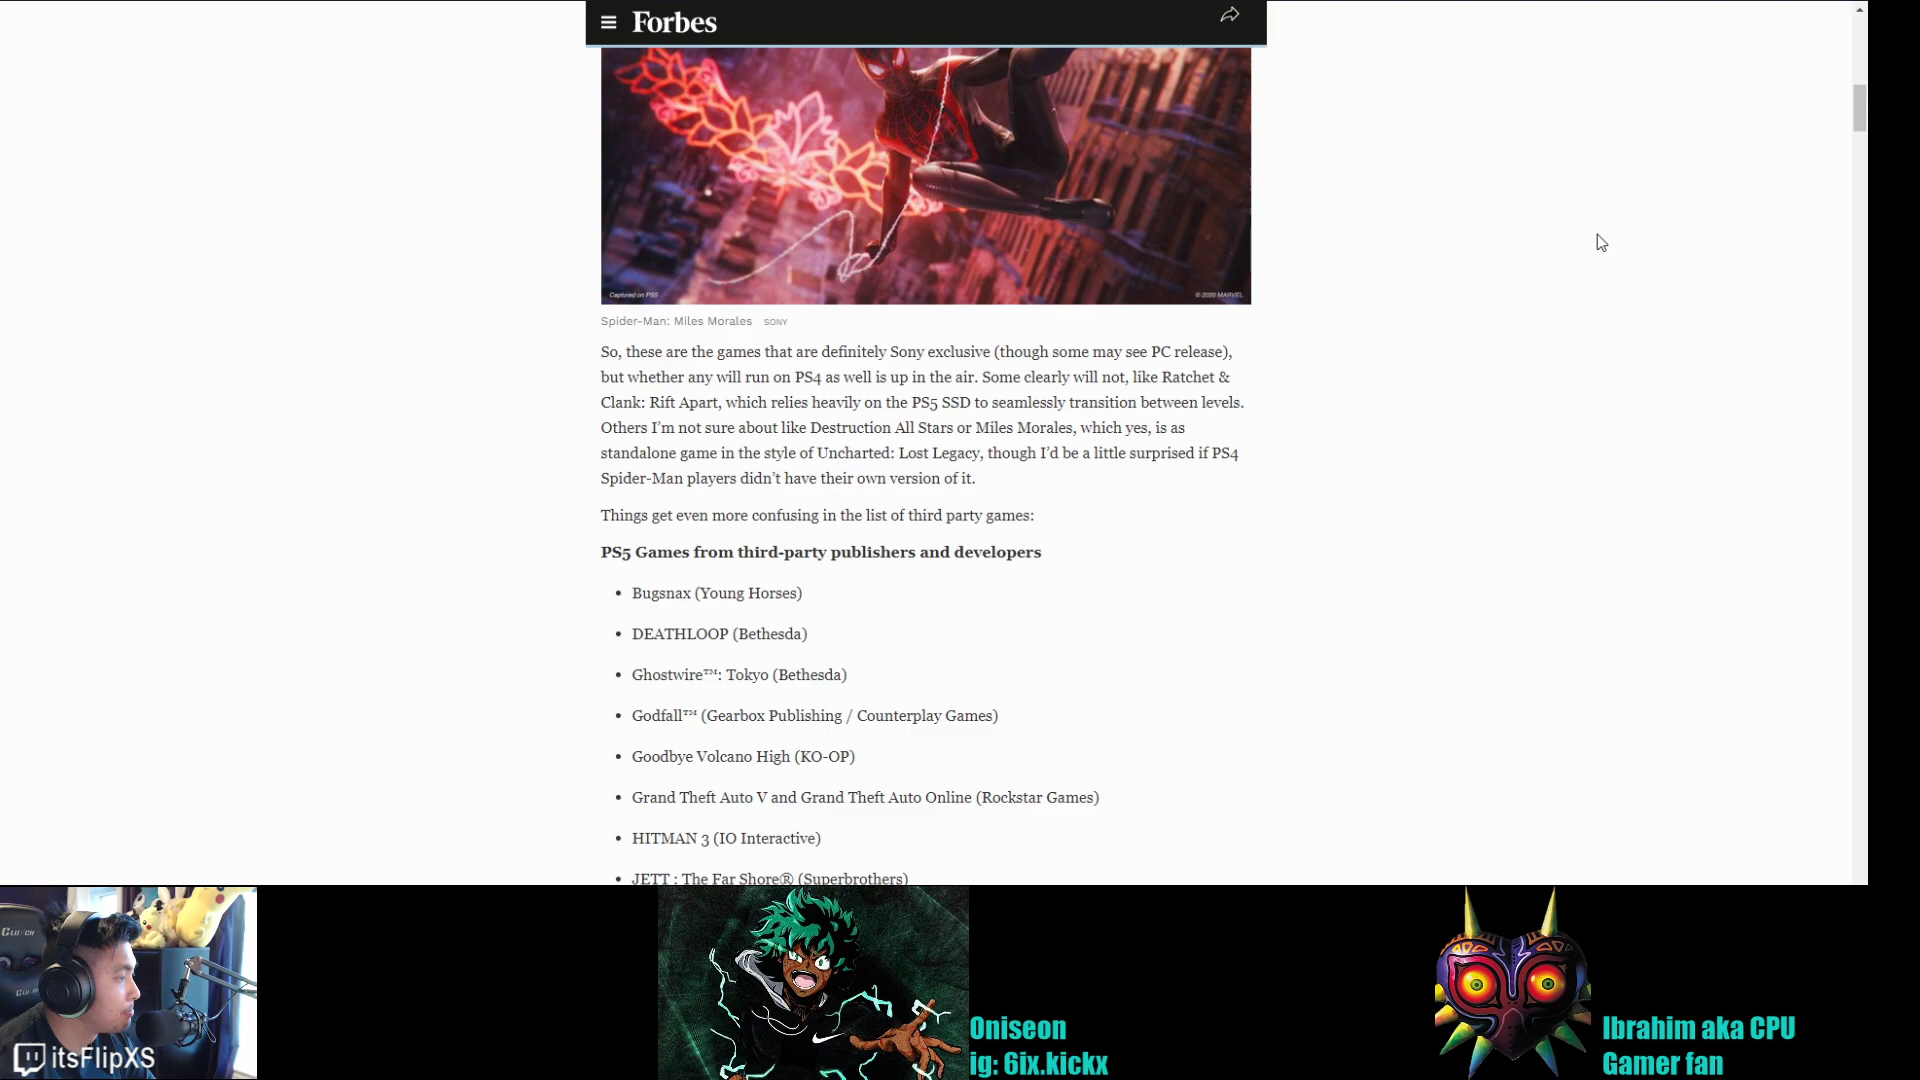 Forbes
Captured on PS5
© 2020 MARVEL
Spider-Man: Miles Morales SONY
So, these are the games that are definitely Sony exclusive (though some may see PC release),
but whether any will run on PS4 as well is up in the air. Some clearly will not, like Ratchet &
Clank: Rift Apart, which relies heavily on the PS5 SSD to seamlessly transition between levels.
Others I’m not sure about like Destruction All Stars or Miles Morales, which yes, is as
standalone game in the style of Uncharted: Lost Legacy, though I’d be a little surprised if PS4
Spider-Man players didn’t have their own version of it.
Things get even more confusing in the list of third party games:
PS5 Games from third-party publishers and developers
• Bugsnax (Young Horses)
• DEATHLOOP (Bethesda)
• Ghostwire™: Tokyo (Bethesda)
• Godfall™ (Gearbox Publishing / Counterplay Games)
• Goodbye Volcano High (KO-OP)
• Grand Theft Auto V and Grand Theft Auto Online (Rockstar Games)
• HITMAN 3 (IO Interactive)
• JETT : The Far Shore® (Superbrothers)
CLUTCH
itsFlipXS
Oniseon
ig: 6ix.kickx
Ibrahim aka CPU
Gamer fan